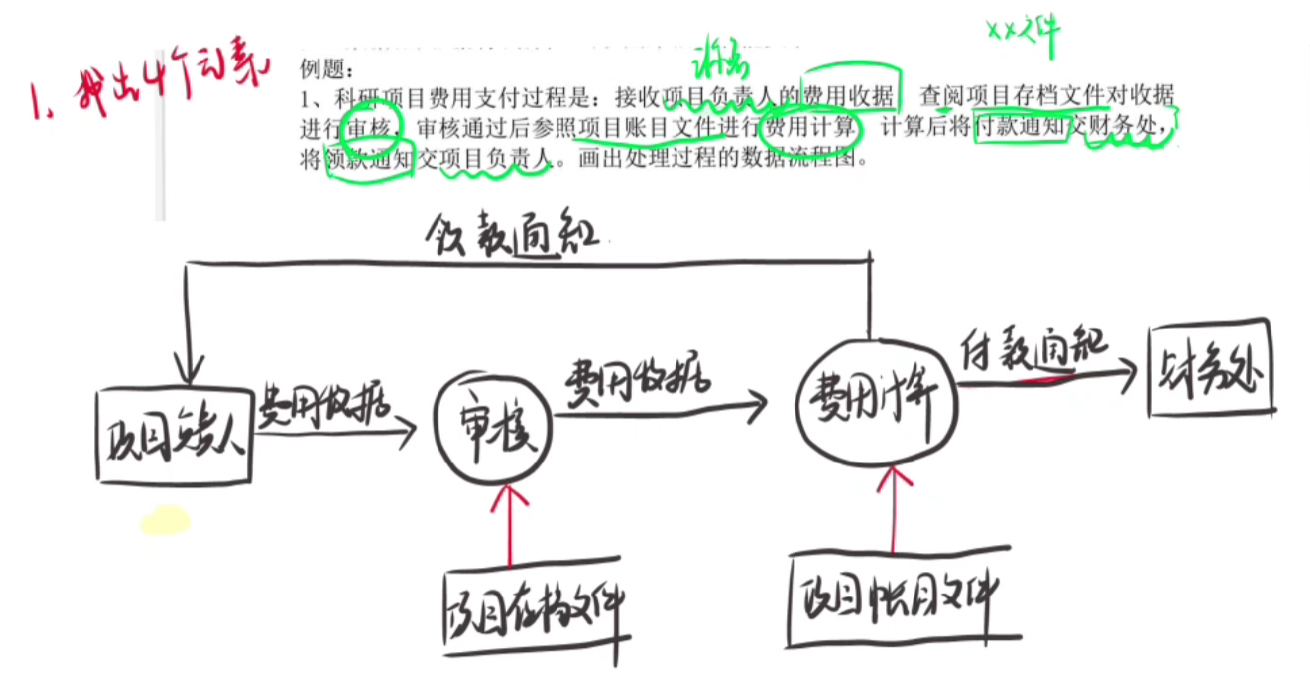 1、找出4个元素
xx文件
例题：
1、科研项目费用支付过程是：接收项目负责人的费用收据 查阅项目存档文件对收据
进行审核，审核通过后参照项目账目文件进行费用计算 计算后将付款通知交财务处，
将领款通知交项目负责人。画出处理过程的数据流程图。
领款通知
项目负责人
费用收据
审核
费用收据
费用计算
付款通知
财务处
项目存档文件
项目帐目文件